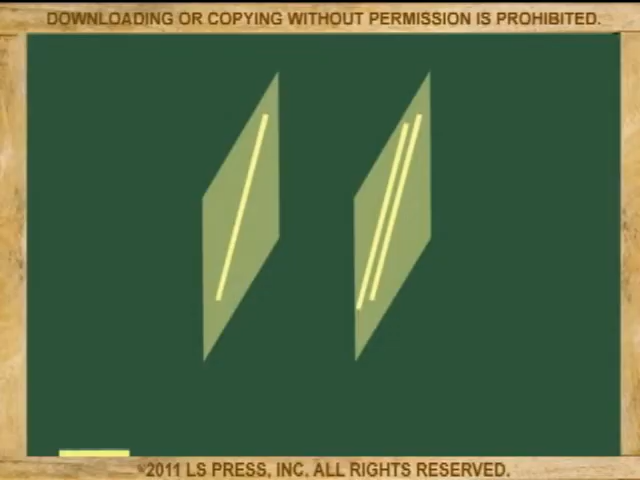 DOWNLOADING OR COPYING WITHOUT PERMISSION IS PROHIBITED.
©2011 LS PRESS, INC. ALL RIGHTS RESERVED.